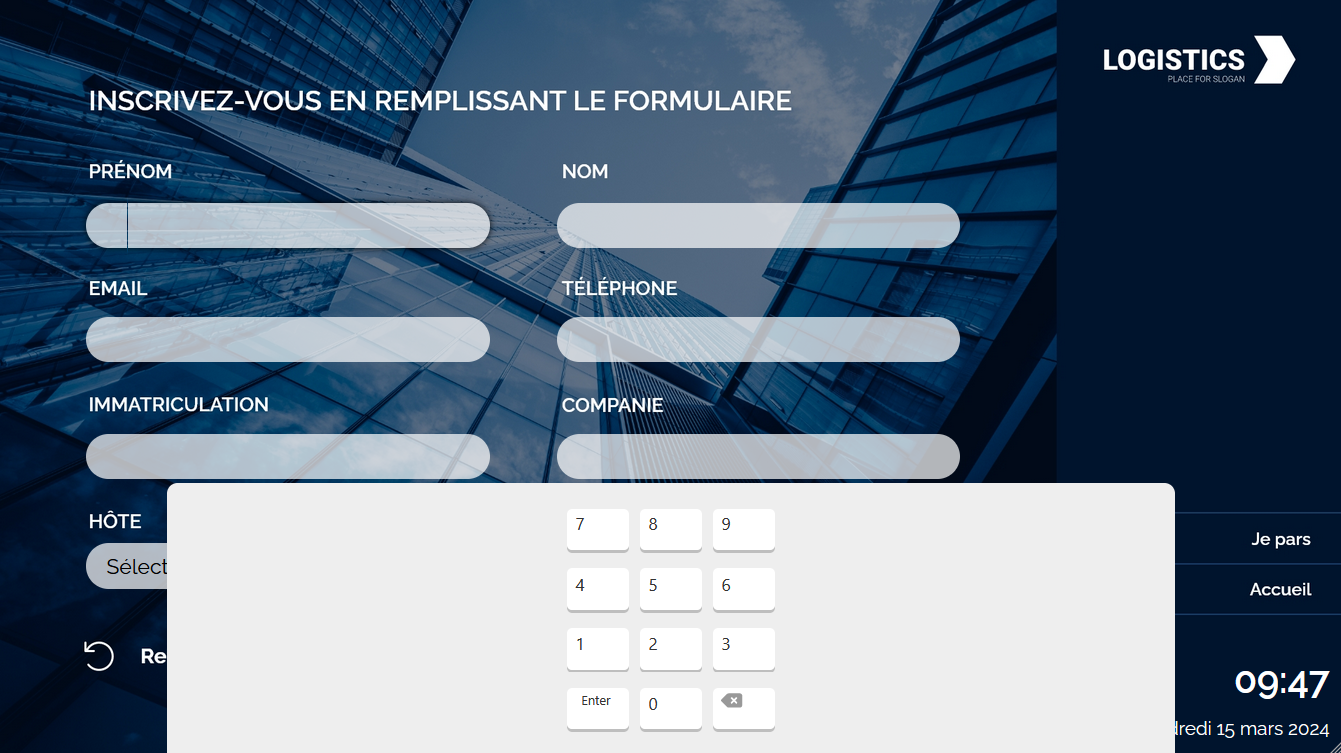 LOGISTICS
PLACE FOR SLOGAN
INSCRIVEZ-VOUS EN REMPLISSANT LE FORMULAIRE
PRÉNOM
NOM
EMAIL
TÉLÉPHONE
IMMATRICULATION
COMPANIE
HÔTE
Sélect
Re
7 8 9
4 5 6
1 2 3
Enter 0
Je pars
Accueil
09:47
dredi 15 mars 2024